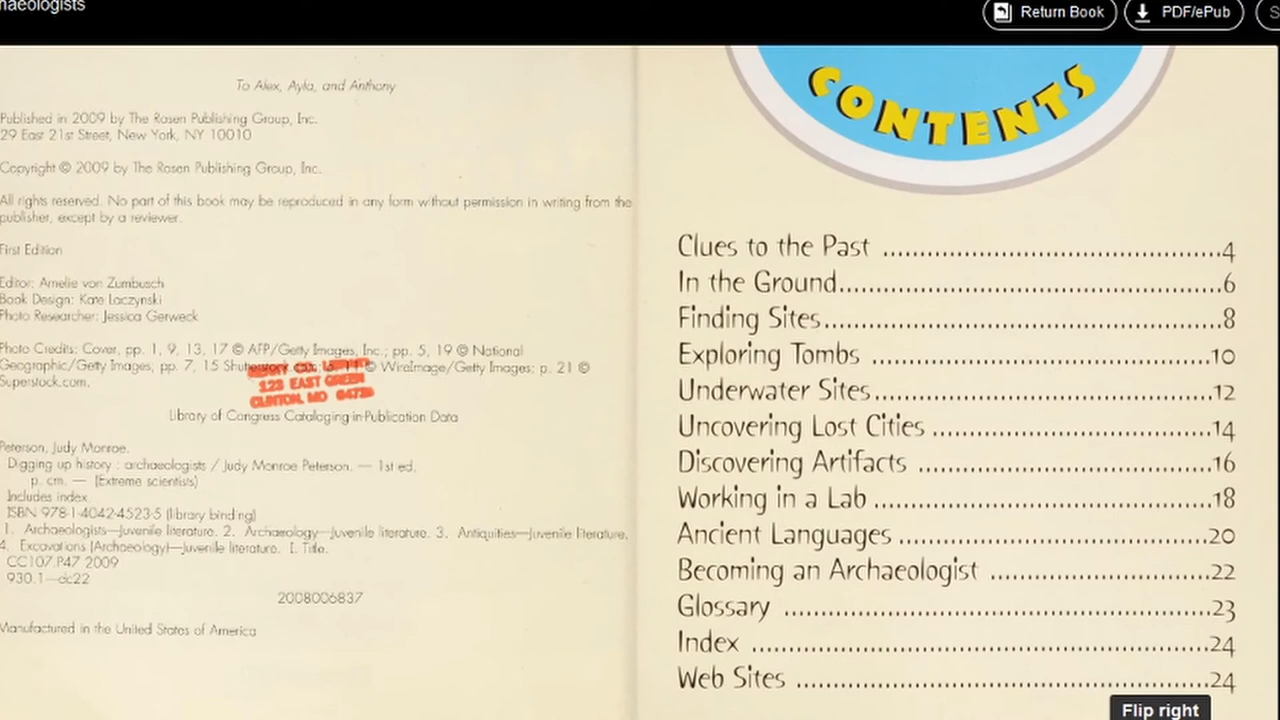 haeologists
Return Book
PDF/ePub
S
To Alex, Ayla, and Anthony
Published in 2009 by The Rosen Publishing Group, Inc.
29 East 21st Street, New York, NY 10010
Copyright © 2009 by The Rosen Publishing Group, Inc.
All rights reserved. No part of this book may be reproduced in any form without permission in writing from the
publisher, except by a reviewer.
First Edition
Editor: Amelie von Zumbusch
Book Design: Kate Laczynski
Photo Researcher: Jessica Gerweck
Photo Credits: Cover, pp. 1, 9, 13, 17 © AFP/Getty Images, Inc.; pp. 5, 19 © National
Geographic/Getty Images; pp. 7, 15 Shutterstock.com; © WireImage/Getty Images; p. 21 ©
Superstock.com.
123 EAST GREEN
CLINTON, MO
Library of Congress Cataloging-in-Publication Data
Peterson, Judy Monroe.
Digging up history : archaeologists / Judy Monroe Peterson. — 1st ed.
p. cm. — (Extreme scientists)
Includes index.
ISBN 978-1-4042-4523-5 (library binding)
1. Archaeologists—Juvenile literature. 2. Archaeology—Juvenile literature. 3. Antiquities—Juvenile literature.
4. Excavations (Archaeology)—Juvenile literature. I. Title.
CC107.P47 2009
930.1—dc22
2008006837
Manufactured in the United States of America
CONTENTS
Clues to the Past ........................................4
In the Ground..............................................6
Finding Sites................................................8
Exploring Tombs ........................................10
Underwater Sites........................................12
Uncovering Lost Cities ................................14
Discovering Artifacts ..................................16
Working in a Lab ........................................18
Ancient Languages ....................................20
Becoming an Archaeologist ..........................22
Glossary ....................................................23
Index ........................................................24
Web Sites ..................................................24
Flip right